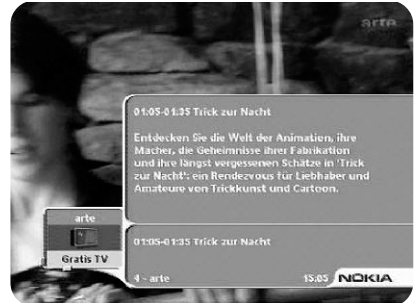 arte
01:05-01:35 Trick zur Nacht
Entdecken Sie die Welt der Animation, ihre
Macher, die Geheimnisse ihrer Fabrikation
und ihre längst vergessenen Schätze in 'Trick
zur Nacht': ein Rendezvous für Liebhaber und
Amateure von Trickkunst und Cartoon.
arte
Gratis TV
01:05-01:35 Trick zur Nacht
4 - arte
15:05 NOKIA